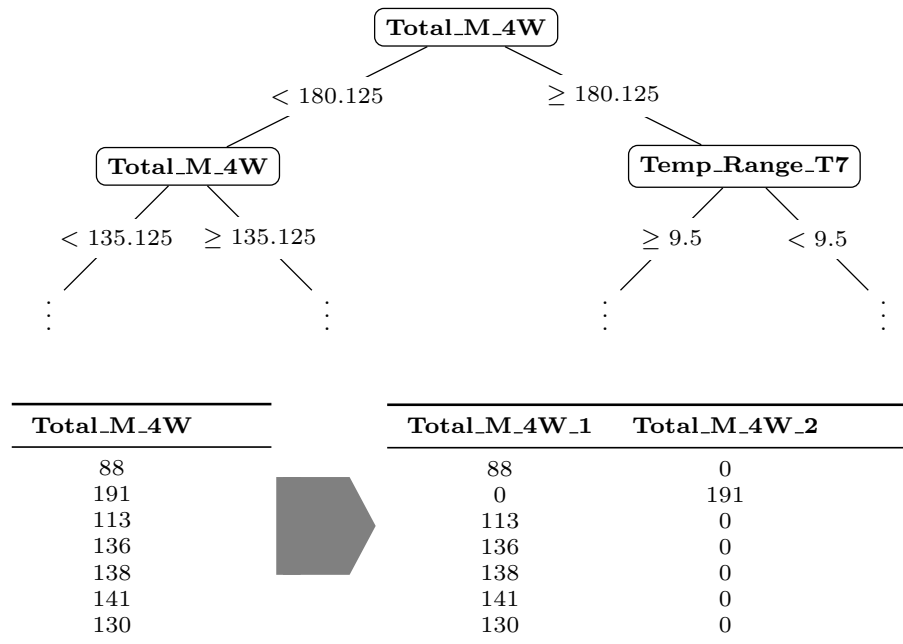 Total_M_4W
< 180.125 ≥ 180.125
Total_M_4W Temp_Range_T7
< 135.125 ≥ 135.125 ≥ 9.5 < 9.5
⋮ ⋮ ⋮ ⋮
Total_M_4W Total_M_4W_1 Total_M_4W_2
88 88 0
191 0 191
113 113 0
136 136 0
138 138 0
141 141 0
130 130 0